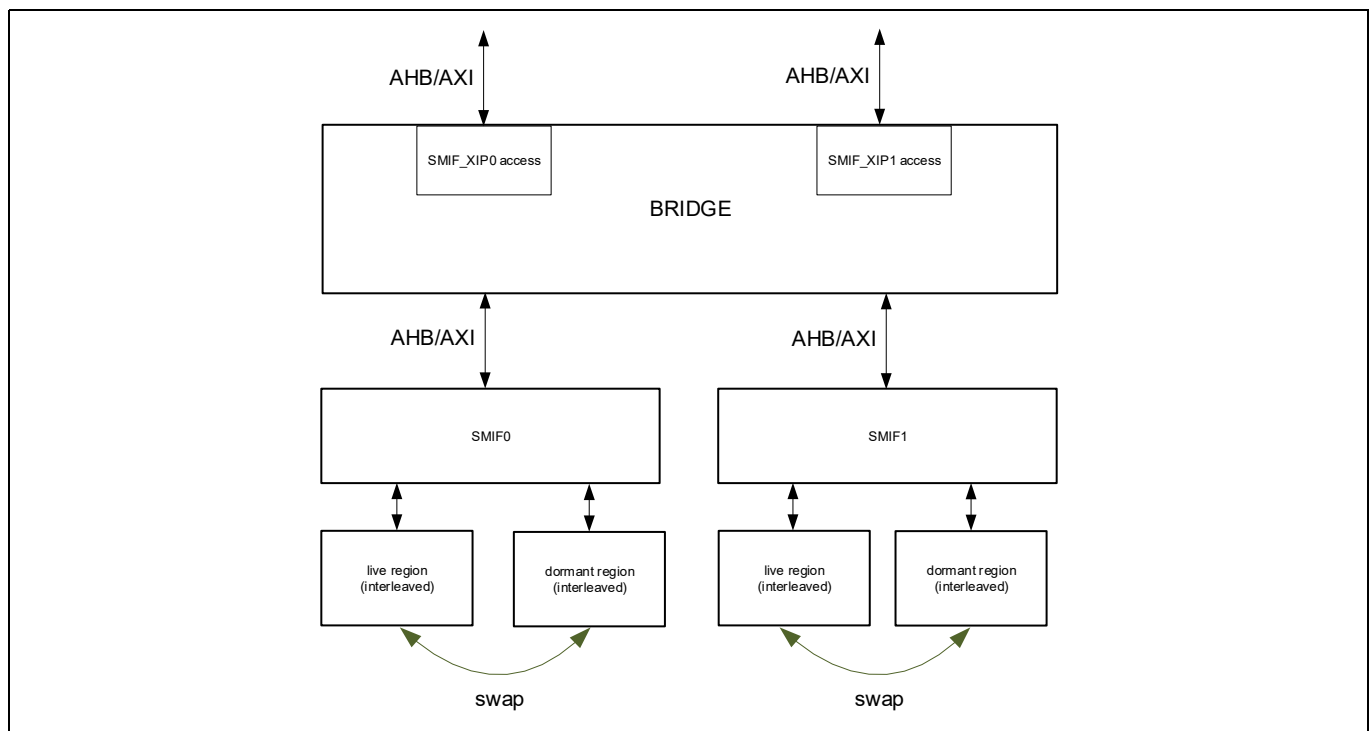 AHB/AXI
AHB/AXI
SMIF_XIP0 access
SMIF_XIP1 access
BRIDGE
AHB/AXI
AHB/AXI
SMIF0
SMIF1
live region
(interleaved)
dormant region
(interleaved)
live region
(interleaved)
dormant region
(interleaved)
swap
swap